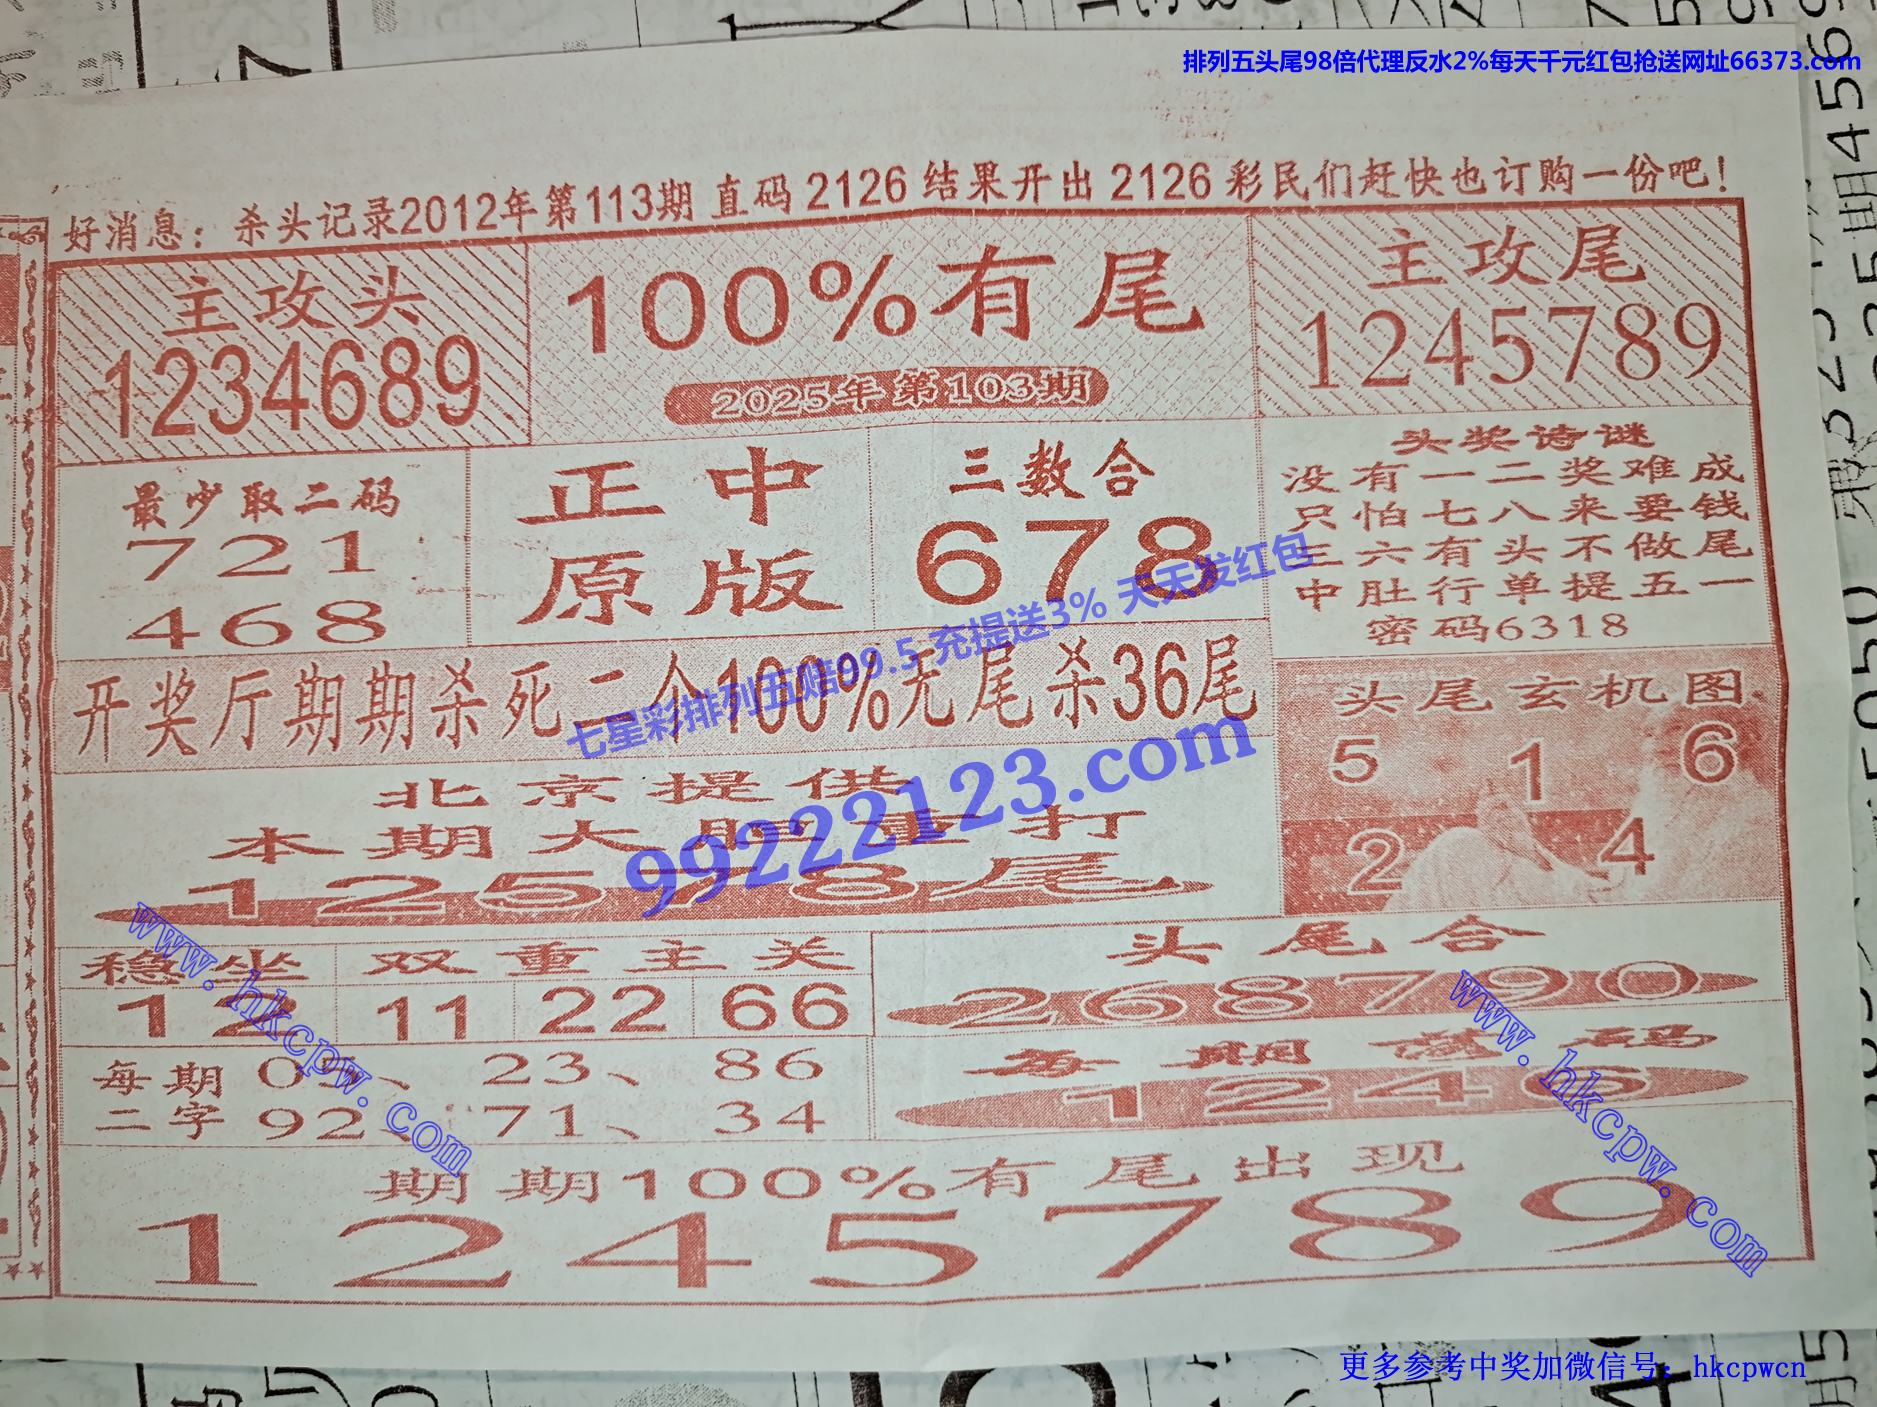 排列五头尾98倍代理反水2%每天千元红包抢送网址66373.com
好消息：杀头记录2012年第113期 直码 2126 结果开出 2126 彩民们赶快也订购一份吧！
主攻头
1234689
100%有尾
2025年第103期
主攻尾
1245789
最少取二码
721
468
正中
原版
三数合
678
头奖诗谜
没有一二奖难成
只怕七八来要钱
三六有头不做尾
中肚行单提五一
密码6318
开奖厅期期杀死二个100%无尾杀36尾
七星彩排列五赔99.5 充提送3% 天天发红包
99222123.com
头尾玄机图
5 1 6
2 4
北京提供
本期大胆重打
12578尾
稳坐
12
双重主关
11 22 66
头尾合
268790
每期
二字
05、23、86
92、71、34
每期 码
1246
www.hkcpw.com
www.hkcpw.com
期期100%有尾出现
1245789
更多参考中奖加微信号：hkcpwcn